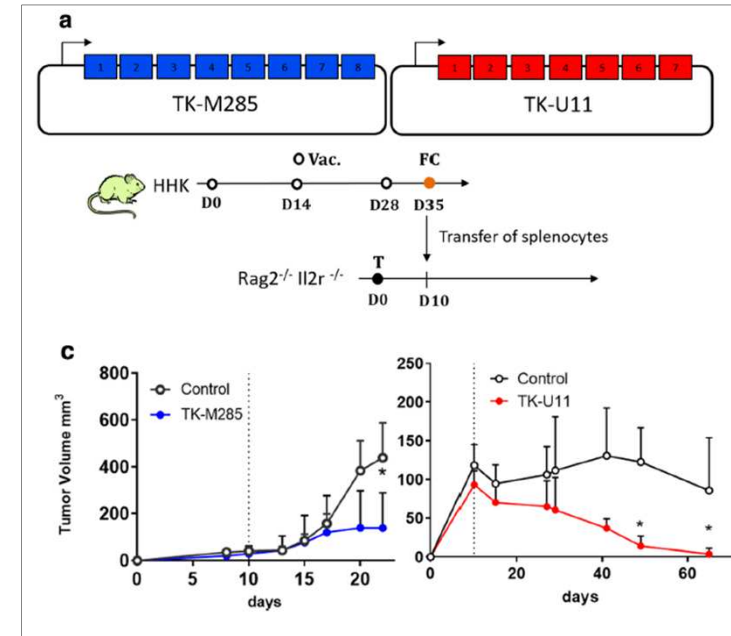 a
1 2 3 4 5 6 7 8
TK-M285
1 2 3 4 5 6 7
TK-U11
Vac. FC
HHK
D0 D14 D28 D35
Transfer of splenocytes
T
Rag2-/- Il2r -/-
D0 D10
c
Tumor Volume mm3
800
600
400
200
0
Control
TK-M285
*
0 5 10 15 20
days
250
200
150
100
50
0
Control
TK-U11
* *
0 20 40 60
days